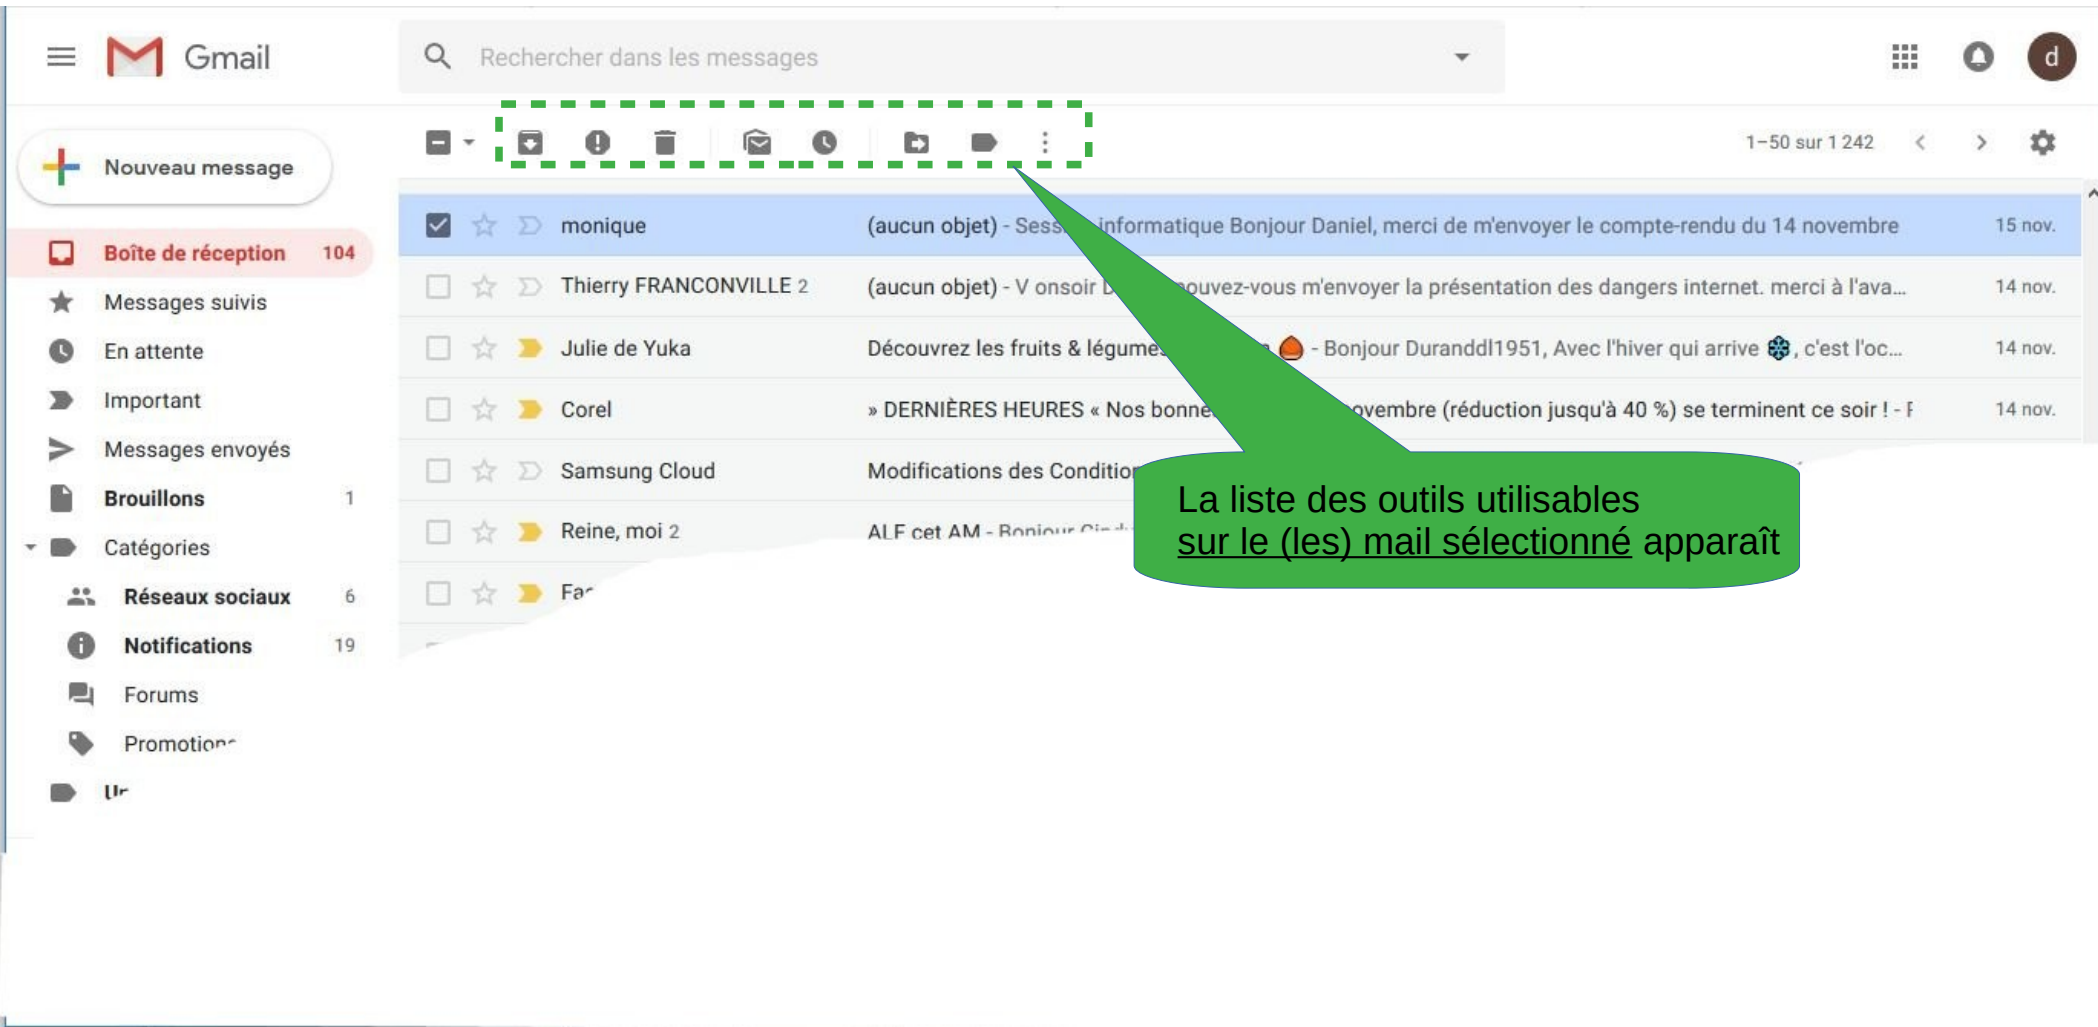 Gmail
Rechercher dans les messages
d
1–50 sur 1 242
Nouveau message
Boîte de réception 104
Messages suivis
En attente
Important
Messages envoyés
Brouillons 1
Catégories
Réseaux sociaux 6
Notifications 19
Forums
monique (aucun objet) - informatique Bonjour Daniel, merci de m'envoyer le compte-rendu du 14 novembre 15 nov.
Thierry FRANCONVILLE 2 (aucun objet) - V onsoir pouvez-vous m'envoyer la présentation des dangers internet. merci à l'ava... 14 nov.
Julie de Yuka Découvrez les fruits & légumes - Bonjour Duranddl1951, Avec l'hiver qui arrive , c'est l'oc... 14 nov.
Corel » DERNIÈRES HEURES « Nos (réduction jusqu'à 40 %) se terminent ce soir ! - 14 nov.
Samsung Cloud Modifications des
Reine, moi 2 ALF cet AM - Bonjour
La liste des outils utilisables
sur le (les) mail sélectionné apparaît